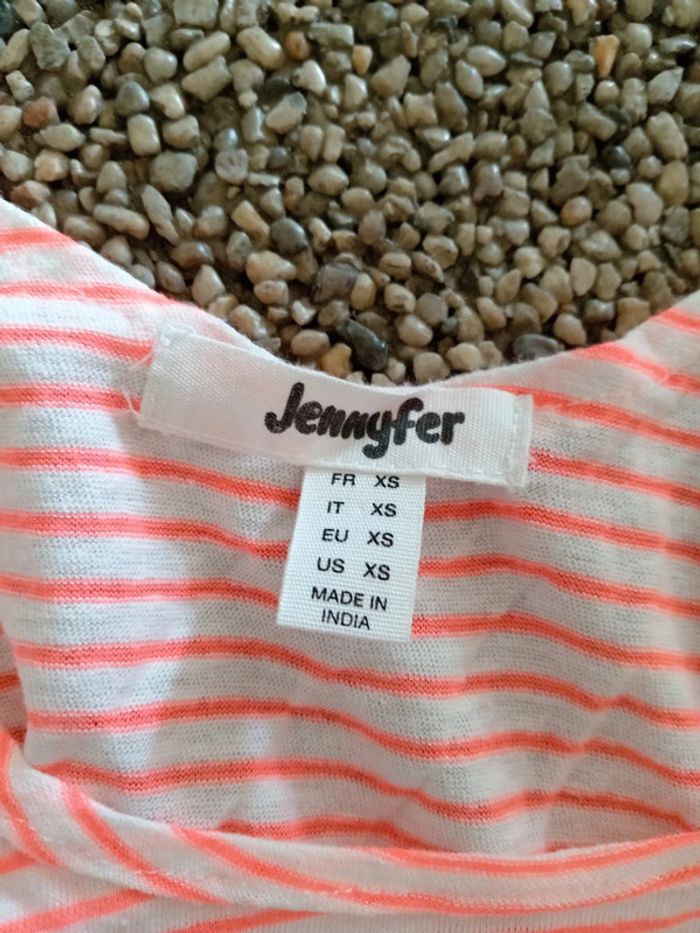 Jennyfer
FR XS
IT XS
EU XS
US XS
MADE IN
INDIA